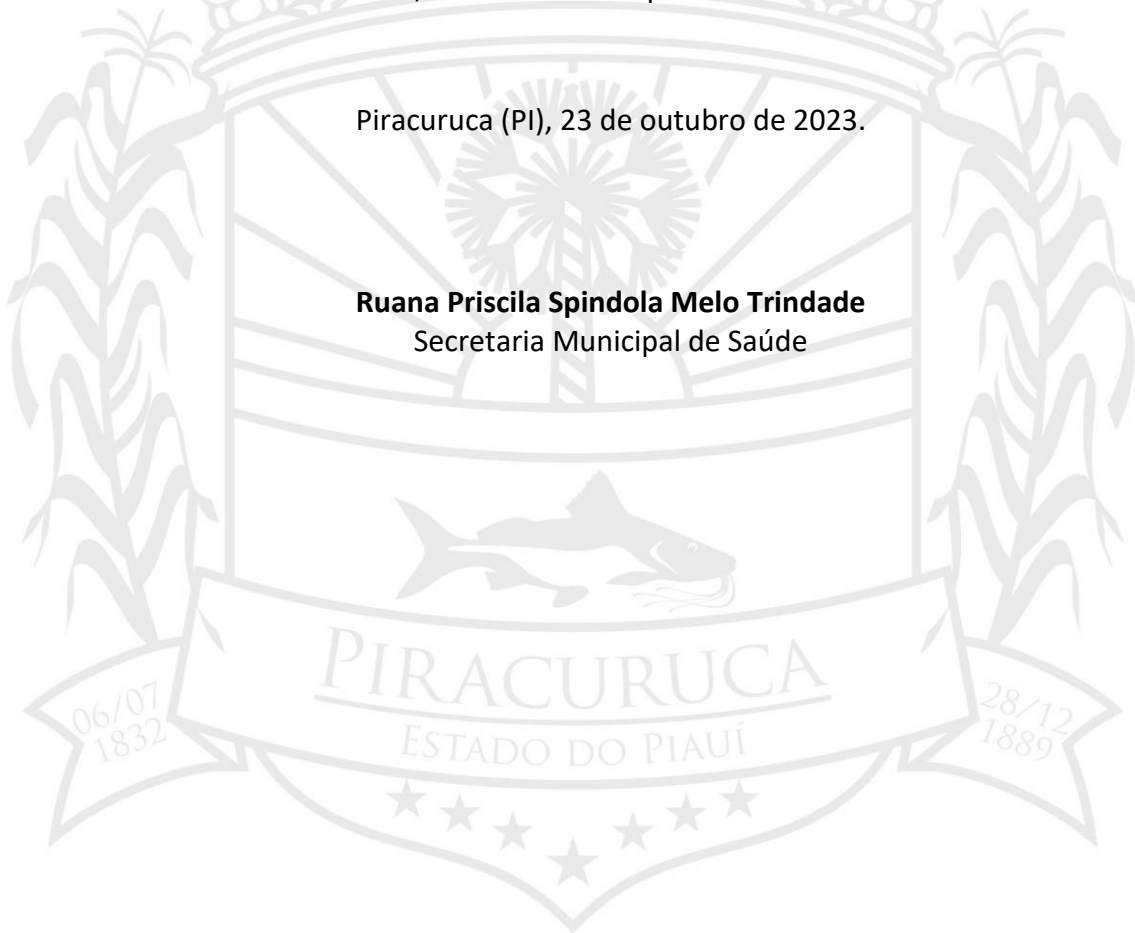 Piracuruca (PI), 23 de outubro de 2023.
Ruana Priscila Spindola Melo Trindade
Secretaria Municipal de Saúde
PIRACURUCA
06/07
1832
28/12
1889
ESTADO DO PIAUÍ